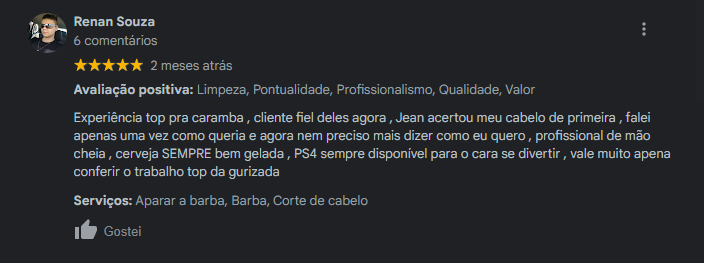 Renan Souza
6 comentários
2 meses atrás
Avaliação positiva: Limpeza, Pontualidade, Profissionalismo, Qualidade, Valor
Experiência top pra caramba , cliente fiel deles agora , Jean acertou meu cabelo de primeira , falei
apenas uma vez como queria e agora nem preciso mais dizer como eu quero , profissional de mão
cheia , cerveja SEMPRE bem gelada , PS4 sempre disponível para o cara se divertir , vale muito apena
conferir o trabalho top da gurizada
Serviços: Aparar a barba, Barba, Corte de cabelo
Gostei